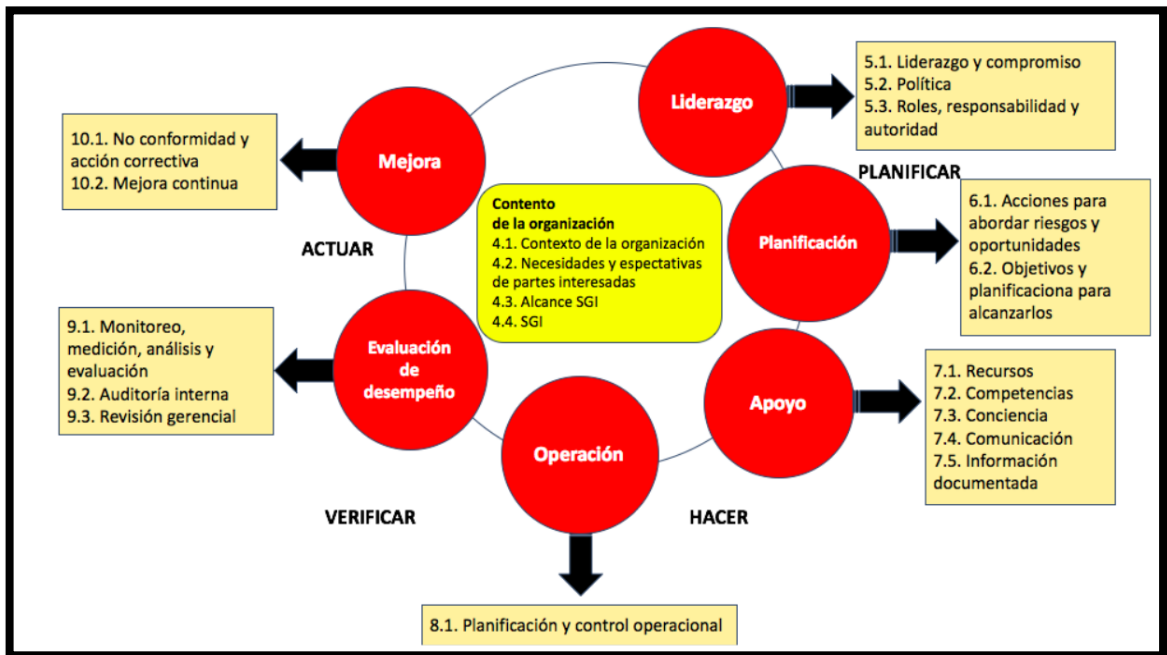 Liderazgo
5.1. Liderazgo y compromiso
5.2. Política
5.3. Roles, responsabilidad y
autoridad
PLANIFICAR
Planificación
6.1. Acciones para
abordar riesgos y
oportunidades
6.2. Objetivos y
planificaciona para
alcanzarlos
Apoyo
7.1. Recursos
7.2. Competencias
7.3. Conciencia
7.4. Comunicación
7.5. Información
documentada
HACER
Operación
8.1. Planificación y control operacional
VERIFICAR
Evaluación
de
desempeño
9.1. Monitoreo,
medición, análisis y
evaluación
9.2. Auditoría interna
9.3. Revisión gerencial
ACTUAR
Mejora
10.1. No conformidad y
acción correctiva
10.2. Mejora continua
Contento
de la organización
4.1. Contexto de la organización
4.2. Necesidades y espectativas
de partes interesadas
4.3. Alcance SGI
4.4. SGI